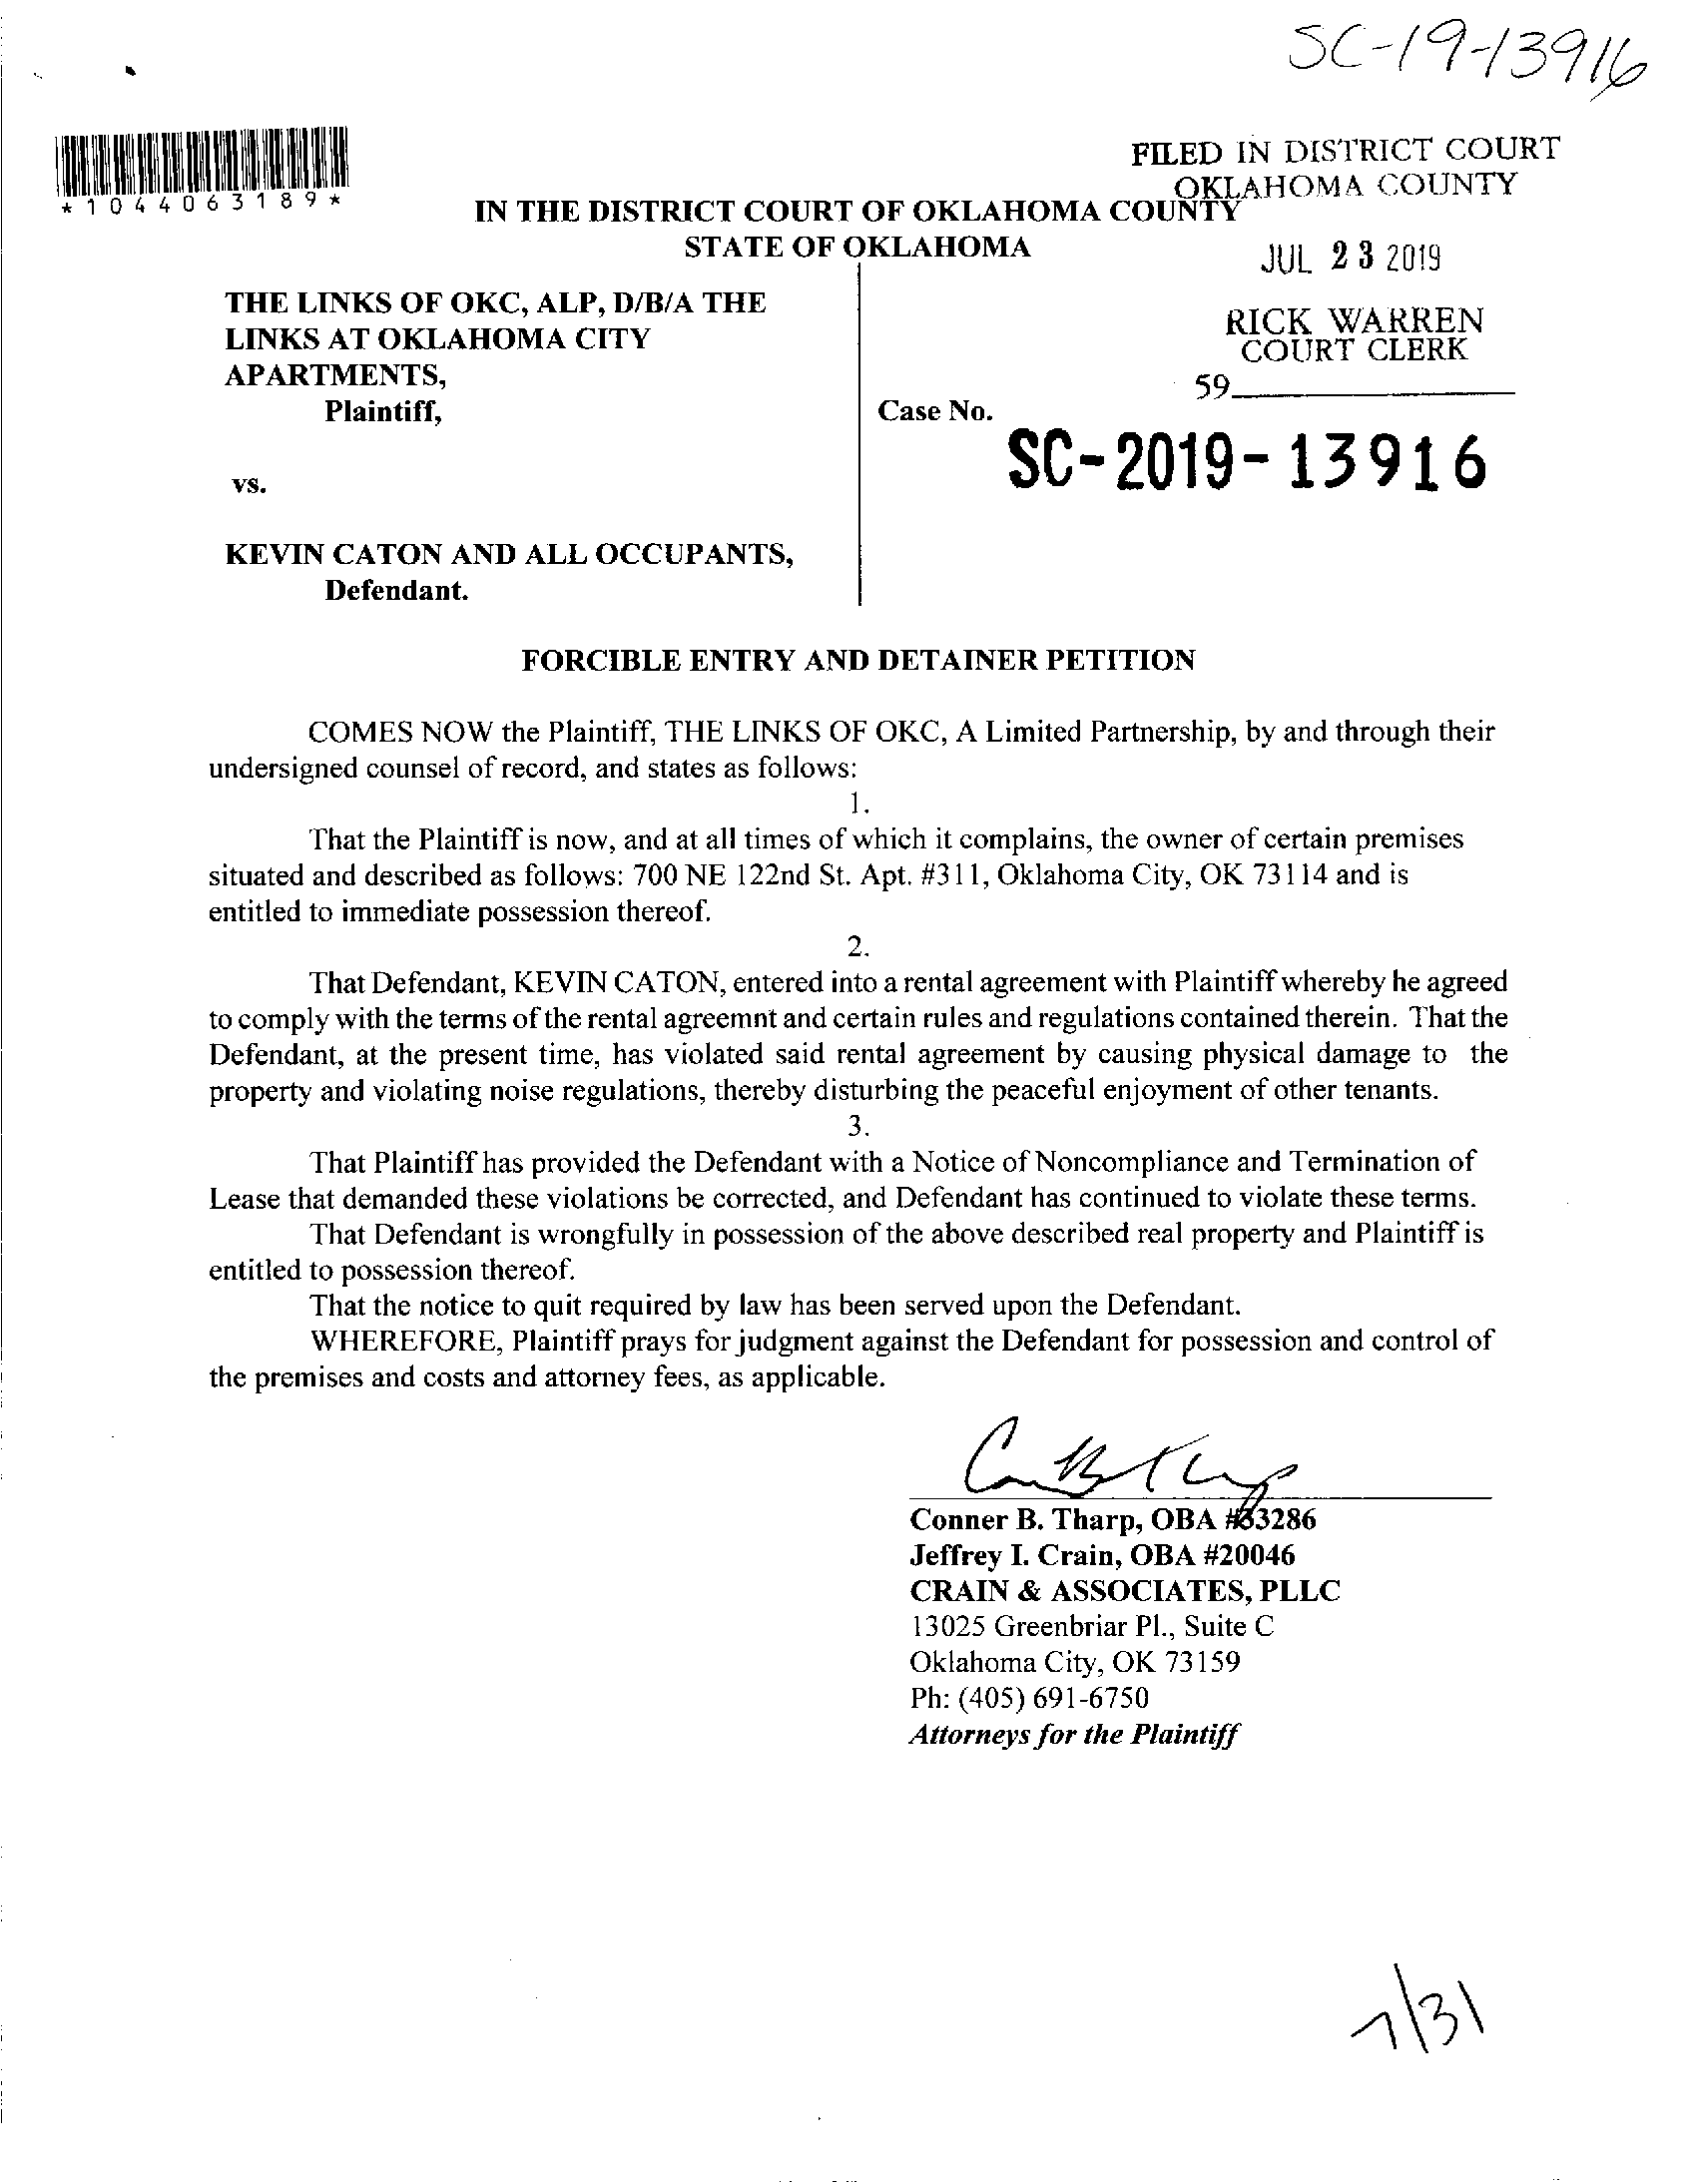 SC-19-13916
*1044063189*
FILED IN DISTRICT COURT
OKLAHOMA COUNTY
IN THE DISTRICT COURT OF OKLAHOMA COUNTY
STATE OF OKLAHOMA
JUL 23 2019
THE LINKS OF OKC, ALP, D/B/A THE
LINKS AT OKLAHOMA CITY
APARTMENTS,
Plaintiff,
RICK WARREN
COURT CLERK
59
Case No.
SC-2019-13916
vs.
KEVIN CATON AND ALL OCCUPANTS,
Defendant.
FORCIBLE ENTRY AND DETAINER PETITION
COMES NOW the Plaintiff, THE LINKS OF OKC, A Limited Partnership, by and through their
undersigned counsel of record, and states as follows:
1.
That the Plaintiff is now, and at all times of which it complains, the owner of certain premises
situated and described as follows: 700 NE 122nd St. Apt. #311, Oklahoma City, OK 73114 and is
entitled to immediate possession thereof.
2.
That Defendant, KEVIN CATON, entered into a rental agreement with Plaintiff whereby he agreed
to comply with the terms of the rental agreemnt and certain rules and regulations contained therein. That the
Defendant, at the present time, has violated said rental agreement by causing physical damage to the
property and violating noise regulations, thereby disturbing the peaceful enjoyment of other tenants.
3.
That Plaintiff has provided the Defendant with a Notice of Noncompliance and Termination of
Lease that demanded these violations be corrected, and Defendant has continued to violate these terms.
That Defendant is wrongfully in possession of the above described real property and Plaintiff is
entitled to possession thereof.
That the notice to quit required by law has been served upon the Defendant.
WHEREFORE, Plaintiff prays for judgment against the Defendant for possession and control of
the premises and costs and attorney fees, as applicable.
Conner B. Tharp, OBA #33286
Jeffrey I. Crain, OBA #20046
CRAIN & ASSOCIATES, PLLC
13025 Greenbriar Pl., Suite C
Oklahoma City, OK 73159
Ph: (405) 691-6750
Attorneys for the Plaintiff
7/31